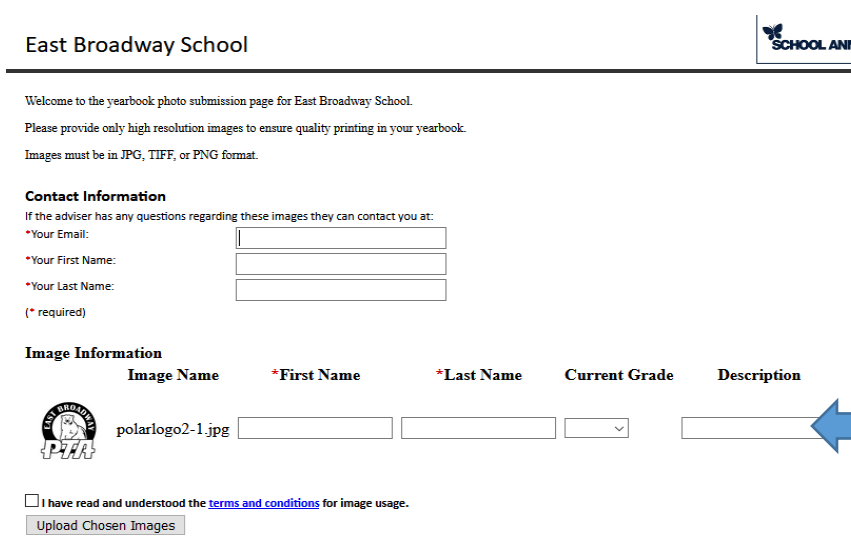 East Broadway School
SCHOOL ANN
Welcome to the yearbook photo submission page for East Broadway School.
Please provide only high resolution images to ensure quality printing in your yearbook.
Images must be in JPG, TIFF, or PNG format.
Contact Information
If the adviser has any questions regarding these images they can contact you at:
*Your Email:
*Your First Name:
*Your Last Name:
(* required)
Image Information
Image Name *First Name *Last Name Current Grade Description
EAST BROADWAY
PTA
polarlogo2-1.jpg
I have read and understood the terms and conditions for image usage.
Upload Chosen Images